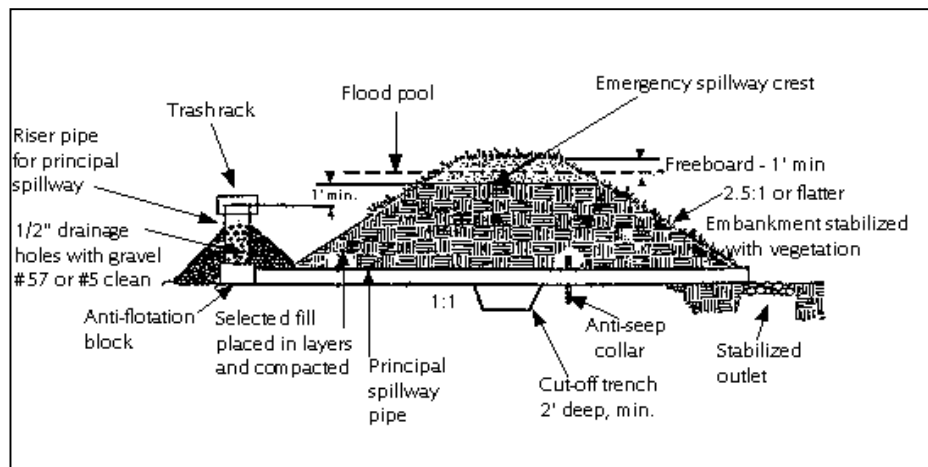 Emergency spillway crest
Flood pool
Trash rack
Riser pipe
for principal
spillway
Freeboard - 1' min
1' min.
2.5:1 or flatter
Embankment stabilized
with vegetation
1/2" drainage
holes with gravel
#57 or #5 clean
1:1
Anti-flotation
block
Selected fill
placed in layers
and compacted
Principal
spillway
pipe
Anti-seep
collar
Cut-off trench
2' deep, min.
Stabilized
outlet